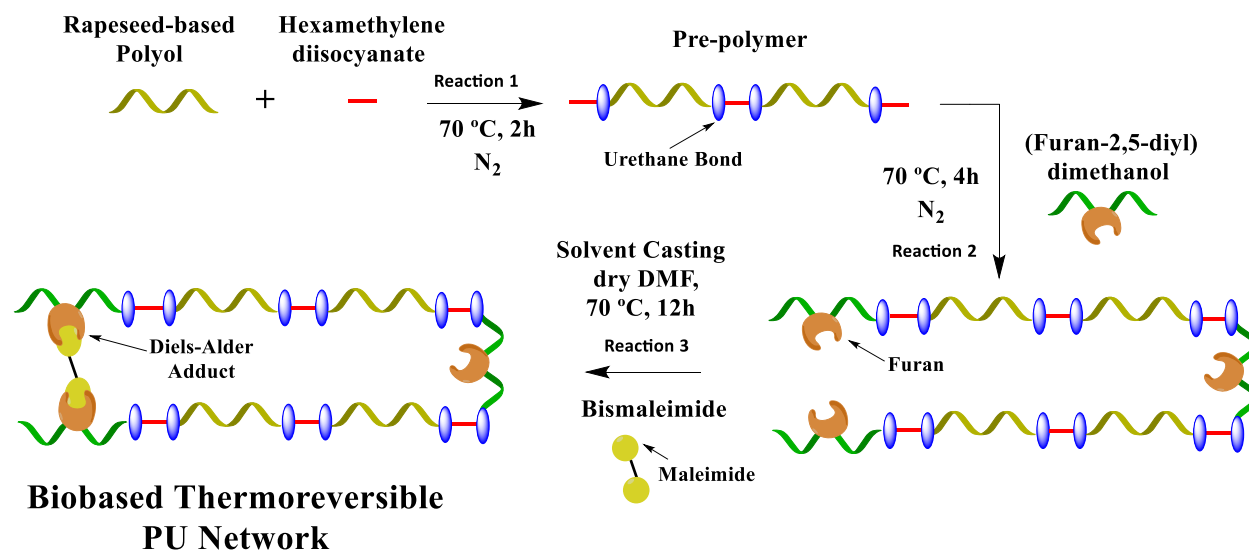 Rapeseed-based
Polyol
+
Hexamethylene
diisocyanate
Reaction 1
70 ºC, 2h
N₂
Pre-polymer
Urethane Bond
(Furan-2,5-diyl)
dimethanol
70 ºC, 4h
N₂
Reaction 2
Furan
Solvent Casting
dry DMF,
70 ºC, 12h
Reaction 3
Bismaleimide
Maleimide
Diels-Alder
Adduct
Biobased Thermoreversible
PU Network